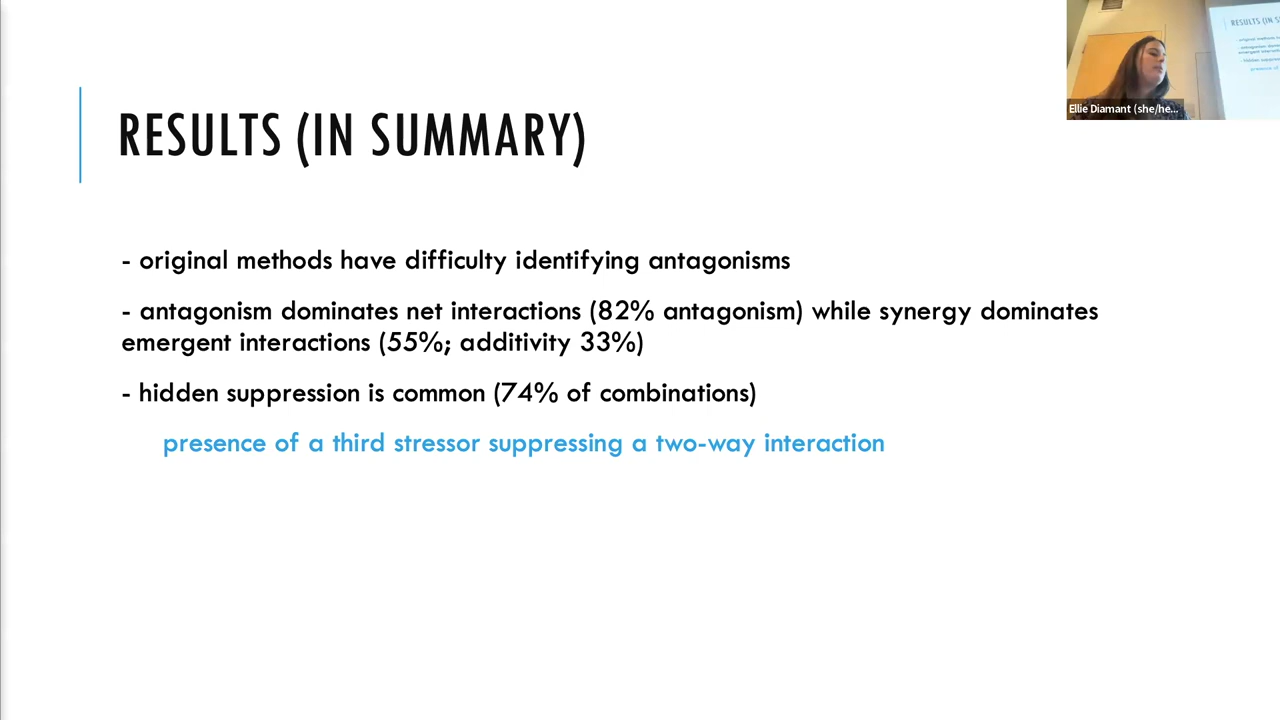 RESULTS (IN SUMMARY)
- original methods have difficulty identifying antagonisms
- antagonism dominates net interactions (82% antagonism) while synergy dominates
emergent interactions (55%; additivity 33%)
- hidden suppression is common (74% of combinations)
presence of a third stressor suppressing a two-way interaction
Ellie Diamant (she/he...
RESULTS (IN S